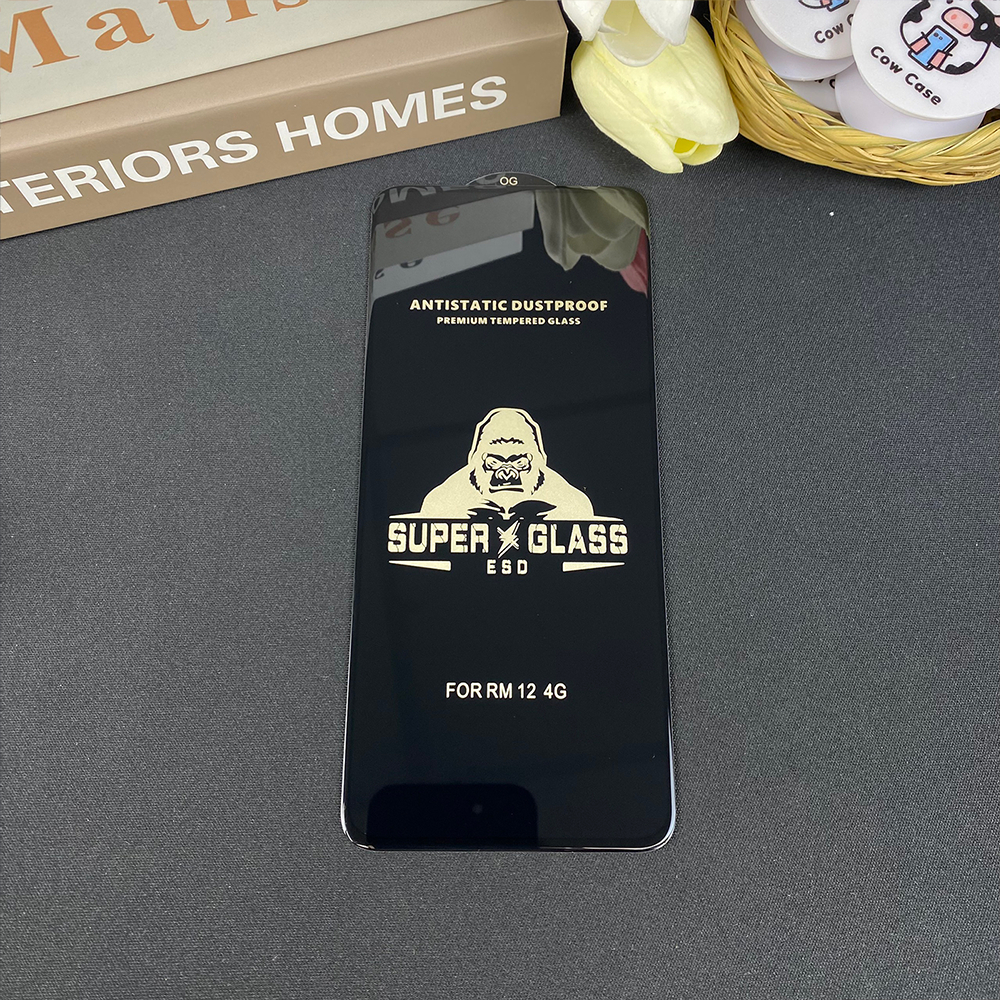 Matis
TERIORS HOMES
Cow Case
Cow Case
OG
ANTISTATIC DUSTPROOF
PREMIUM TEMPERED GLASS
SUPER GLASS
ESD
FOR RM 12 4G